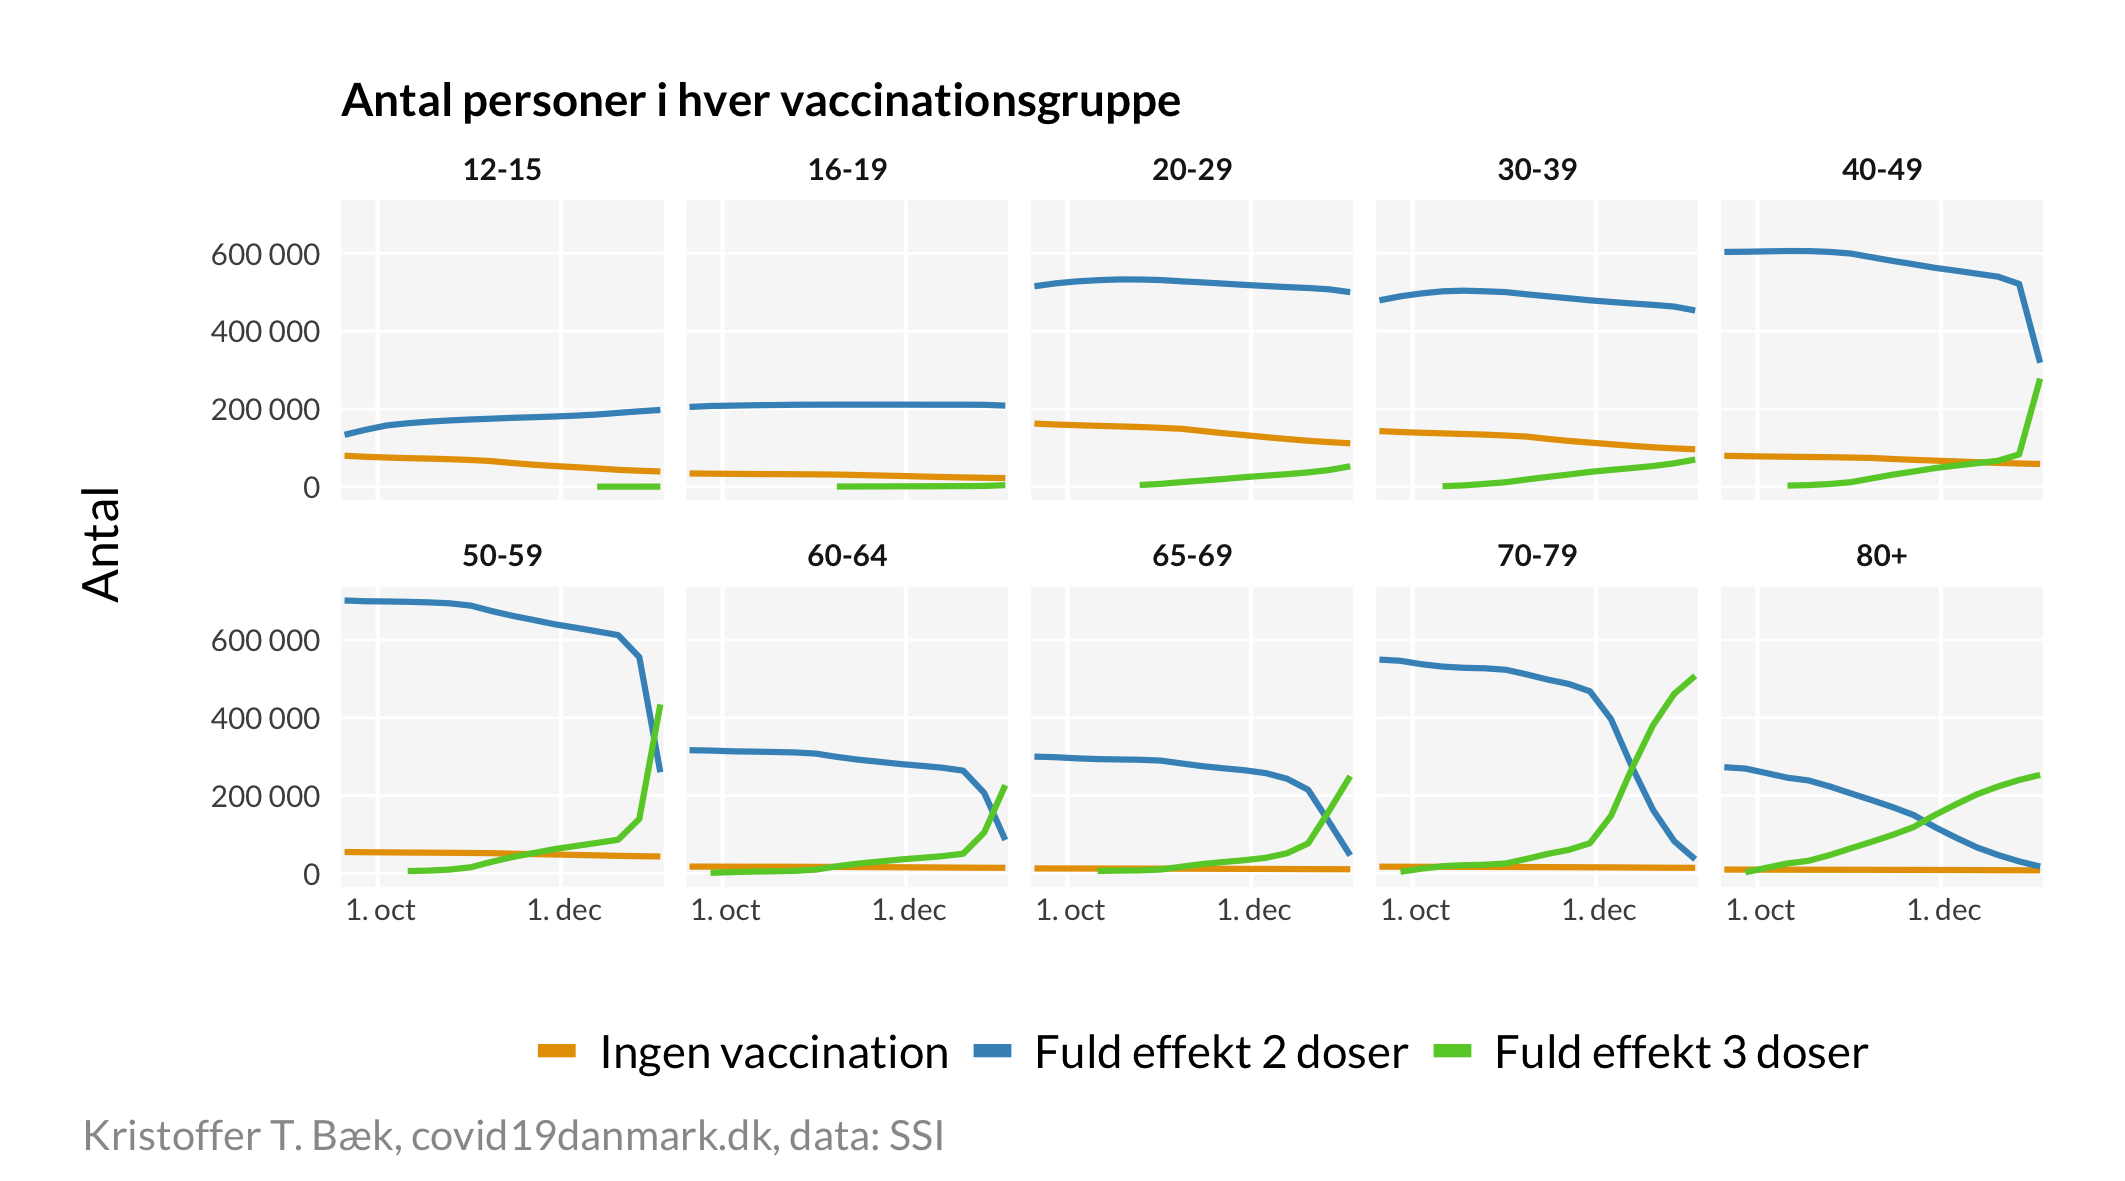 Antal personer i hver vaccinationsgruppe
12-15 16-19 20-29 30-39 40-49
600 000
400 000
200 000
0
Antal
50-59 60-64 65-69 70-79 80+
600 000
400 000
200 000
0
1. oct 1. dec 1. oct 1. dec 1. oct 1. dec 1. oct 1. dec 1. oct 1. dec
Ingen vaccination Fuld effekt 2 doser Fuld effekt 3 doser
Kristoffer T. Bæk, covid19danmark.dk, data: SSI